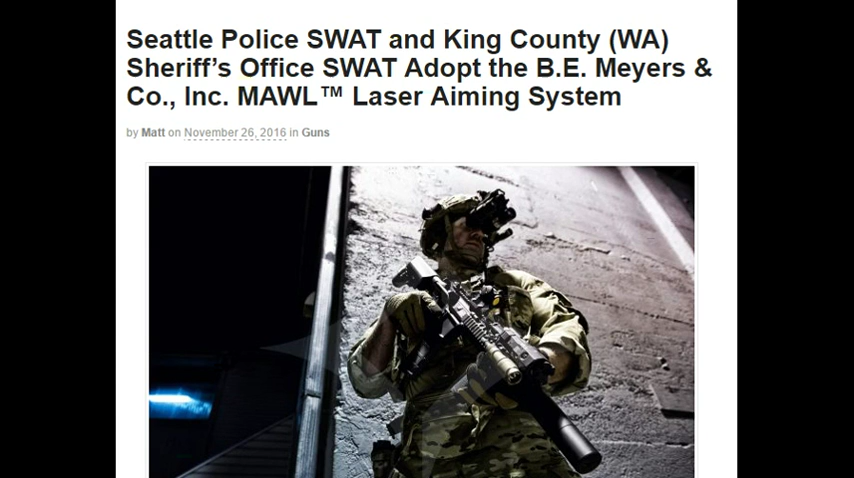 Seattle Police SWAT and King County (WA)
Sheriff’s Office SWAT Adopt the B.E. Meyers &
Co., Inc. MAWL™ Laser Aiming System
by Matt on November 26, 2016 in Guns